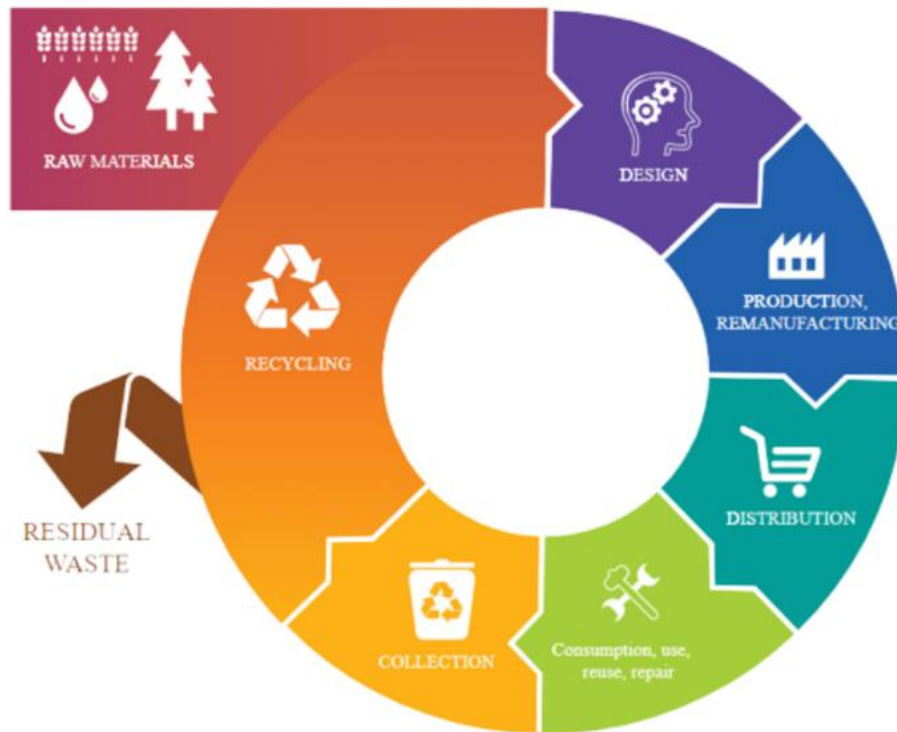 RAW MATERIALS
DESIGN
PRODUCTION,
REMANUFACTURING
RECYCLING
DISTRIBUTION
RESIDUAL
WASTE
COLLECTION
Consumption, use,
reuse, repair